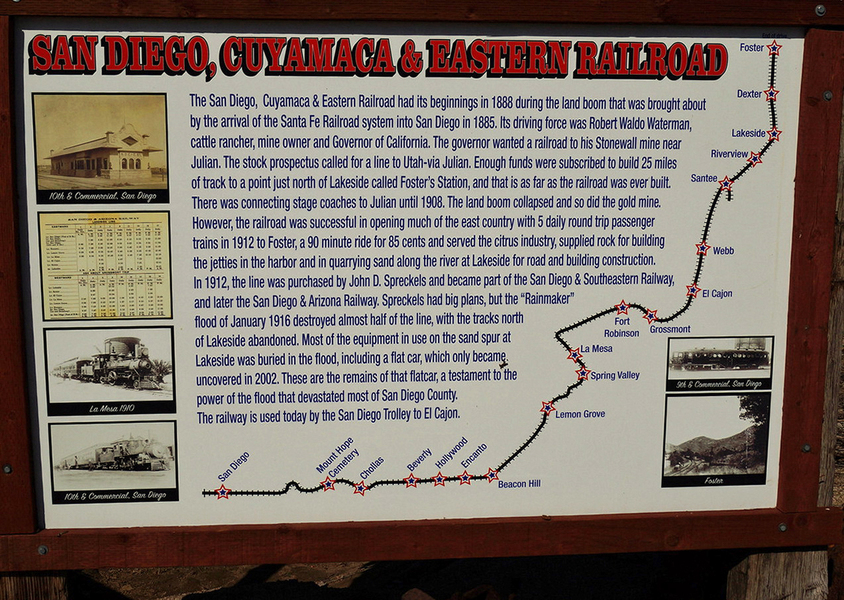 SAN DIEGO, CUYAMACA & EASTERN RAILROAD
The San Diego, Cuyamaca & Eastern Railroad had its beginnings in 1888 during the land boom that was brought about
by the arrival of the Santa Fe Railroad system into San Diego in 1885. Its driving force was Robert Waldo Waterman,
cattle rancher, mine owner and Governor of California. The governor wanted a railroad to his Stonewall mine near
Julian. The stock prospectus called for a line to Utah-via Julian. Enough funds were subscribed to build 25 miles
of track to a point just north of Lakeside called Foster's Station, and that is as far as the railroad was ever built.
There was connecting stage coaches to Julian until 1908. The land boom collapsed and so did the gold mine.
However, the railroad was successful in opening much of the east country with 5 daily round trip passenger
trains in 1912 to Foster, a 90 minute ride for 85 cents and served the citrus industry, supplied rock for building
the jetties in the harbor and in quarrying sand along the river at Lakeside for road and building construction.
In 1912, the line was purchased by John D. Spreckels and became part of the San Diego & Southeastern Railway,
and later the San Diego & Arizona Railway. Spreckels had big plans, but the "Rainmaker"
flood of January 1916 destroyed almost half of the line, with the tracks north
of Lakeside abandoned. Most of the equipment in use on the sand spur at
Lakeside was buried in the flood, including a flat car, which only became
uncovered in 2002. These are the remains of that flatcar, a testament to the
power of the flood that devastated most of San Diego County.
The railway is used today by the San Diego Trolley to El Cajon.
10th & Commercial, San Diego
SAN DIEGO & ARIZONA RAILWAY
La Mesa 1910
10th & Commercial, San Diego
Foster
Dexter
Lakeside
Riverview
Santee
Webb
El Cajon
Grossmont
Fort
Robinson
La Mesa
Spring Valley
Lemon Grove
Beacon Hill
Encanto
Hollywood
Beverly
Chollas
Mount Hope
Cemetery
San Diego
9th & Commercial, San Diego
Foster